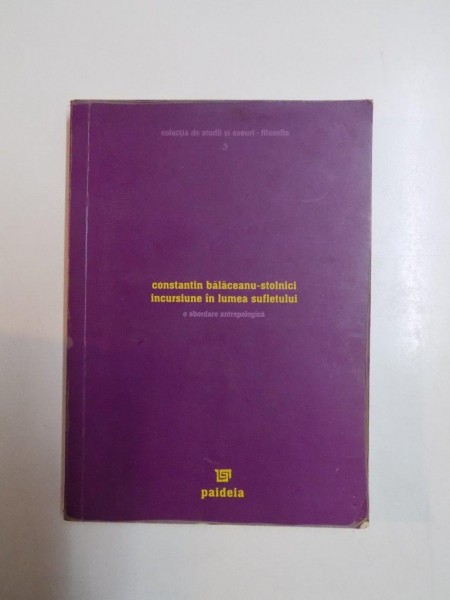 colecția de studii și eseuri - filosofie
3
constantin bălăceanu-stolnici
incursiune în lumea sufletului
o abordare antropologică
paideia